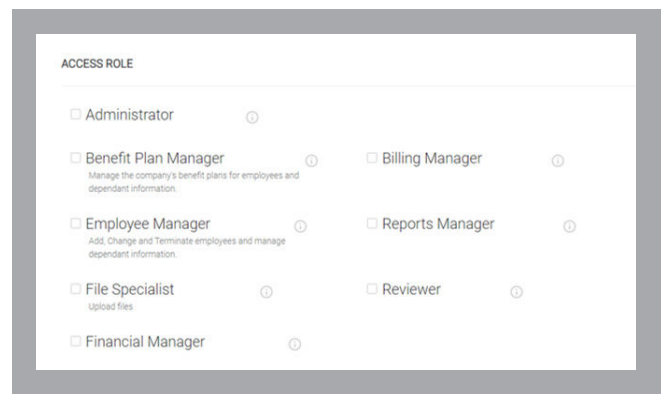 ACCESS ROLE
Administrator
Benefit Plan Manager
Manage the company's benefit plans for employees and
dependant information.
Billing Manager
Employee Manager
Add, Change and Terminate employees and manage
dependant information.
Reports Manager
File Specialist
Upload files
Reviewer
Financial Manager